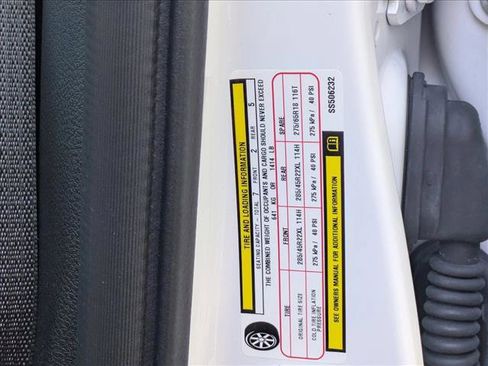 TIRE AND LOADING INFORMATION
SEATING CAPACITY - TOTAL 7 FRONT 2 REAR 5
THE COMBINED WEIGHT OF OCCUPANTS AND CARGO SHOULD NEVER EXCEED
641 KG OR 1414 LB
TIRE FRONT REAR SPARE
ORIGINAL TIRE SIZE 285/45R22XL 114H 285/45R22XL 114H 275/65R18 116T
COLD TIRE INFLATION PRESSURE 275 kPa / 40 PSI 275 kPa / 40 PSI 275 kPa / 40 PSI
SEE OWNERS MANUAL FOR ADDITIONAL INFORMATION
SS506232